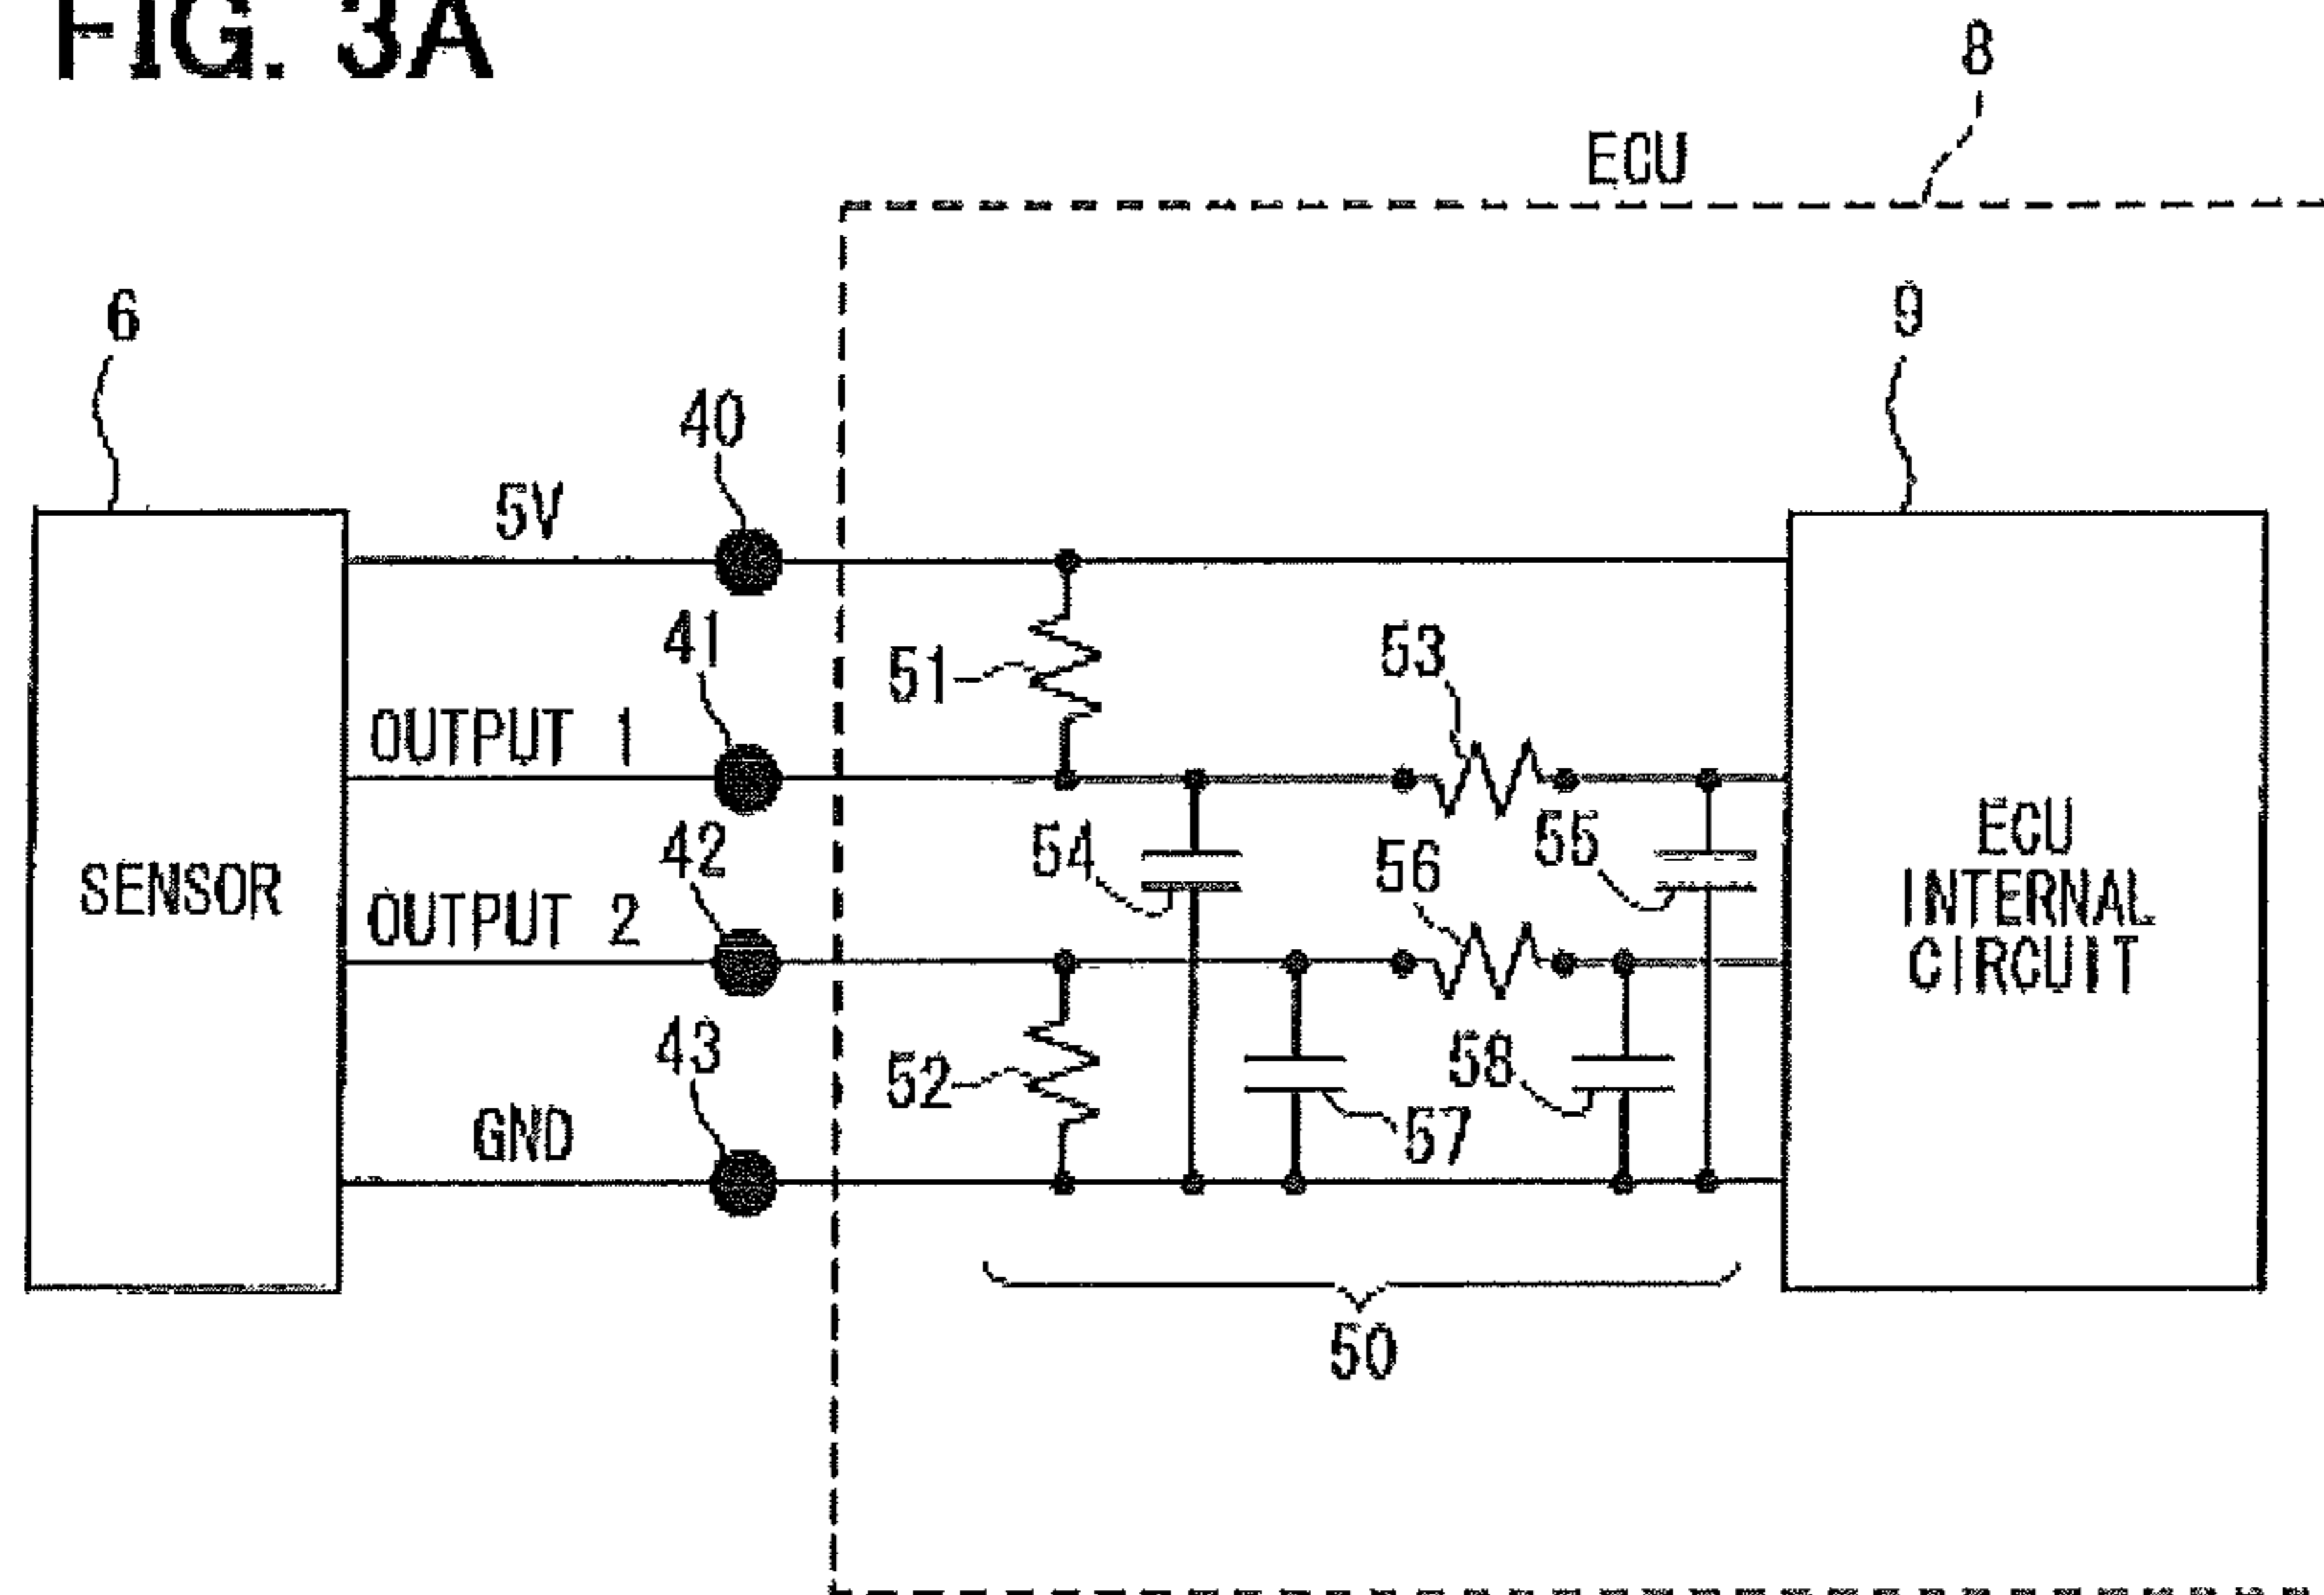 FIG. 3A
8
ECU
6
9
40
5V
41
51
53
OUTPUT 1
42
54
56
55
SENSOR
OUTPUT 2
ECU
INTERNAL
CIRCUIT
43
52
58
57
GND
50